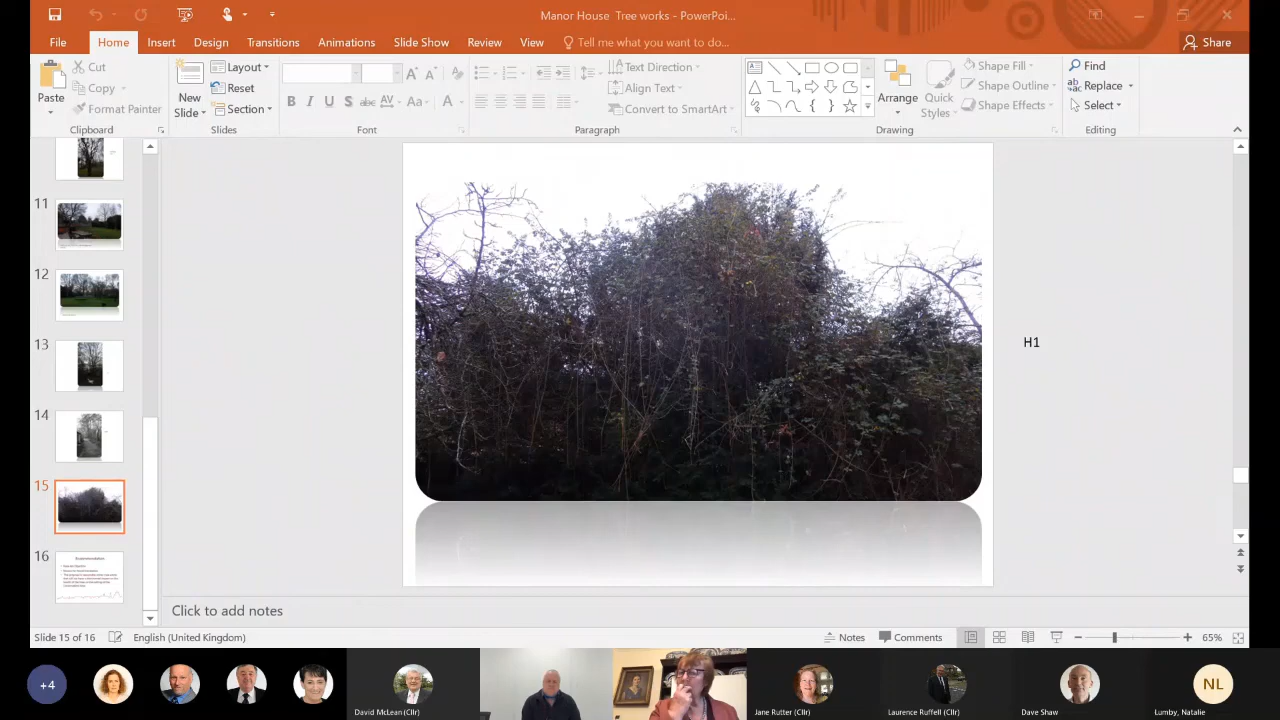 Manor House Tree works - PowerPoi...
File Home Insert Design Transitions Animations Slide Show Review View Tell me what you want to do... Share
Paste
Cut
Copy
Format Painter
Clipboard
New
Slide
Layout
Reset
Section
Slides
B I U S abc AV Aa A
Font
Text Direction
Align Text
Convert to SmartArt
Paragraph
Arrange
Quick
Styles
Shape Fill
Shape Outline
Shape Effects
Drawing
Find
Replace
Select
Editing
11
12
13
14
15
16
H1
Click to add notes
Slide 15 of 16 English (United Kingdom) Notes Comments 65%
+4
David McLean (Cllr)
Jane Rutter (Cllr)
Laurence Ruffell (Cllr)
Dave Shaw
NL
Lumby, Natalie